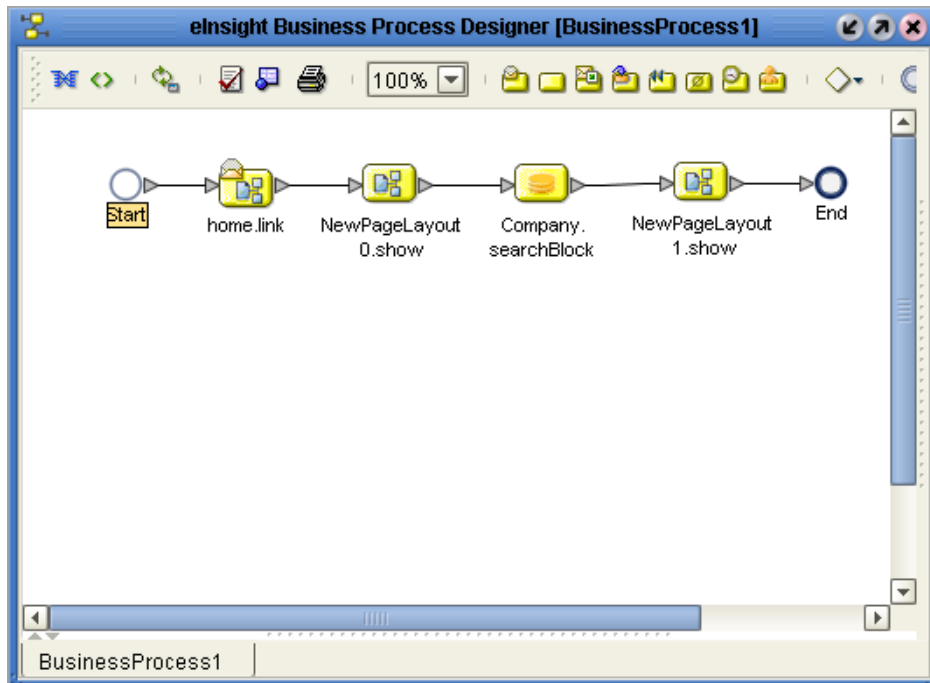 eInsight Business Process Designer [BusinessProcess1]
100%
Start
home.link
NewPageLayout
0.show
Company.
searchBlock
NewPageLayout
1.show
End
BusinessProcess1